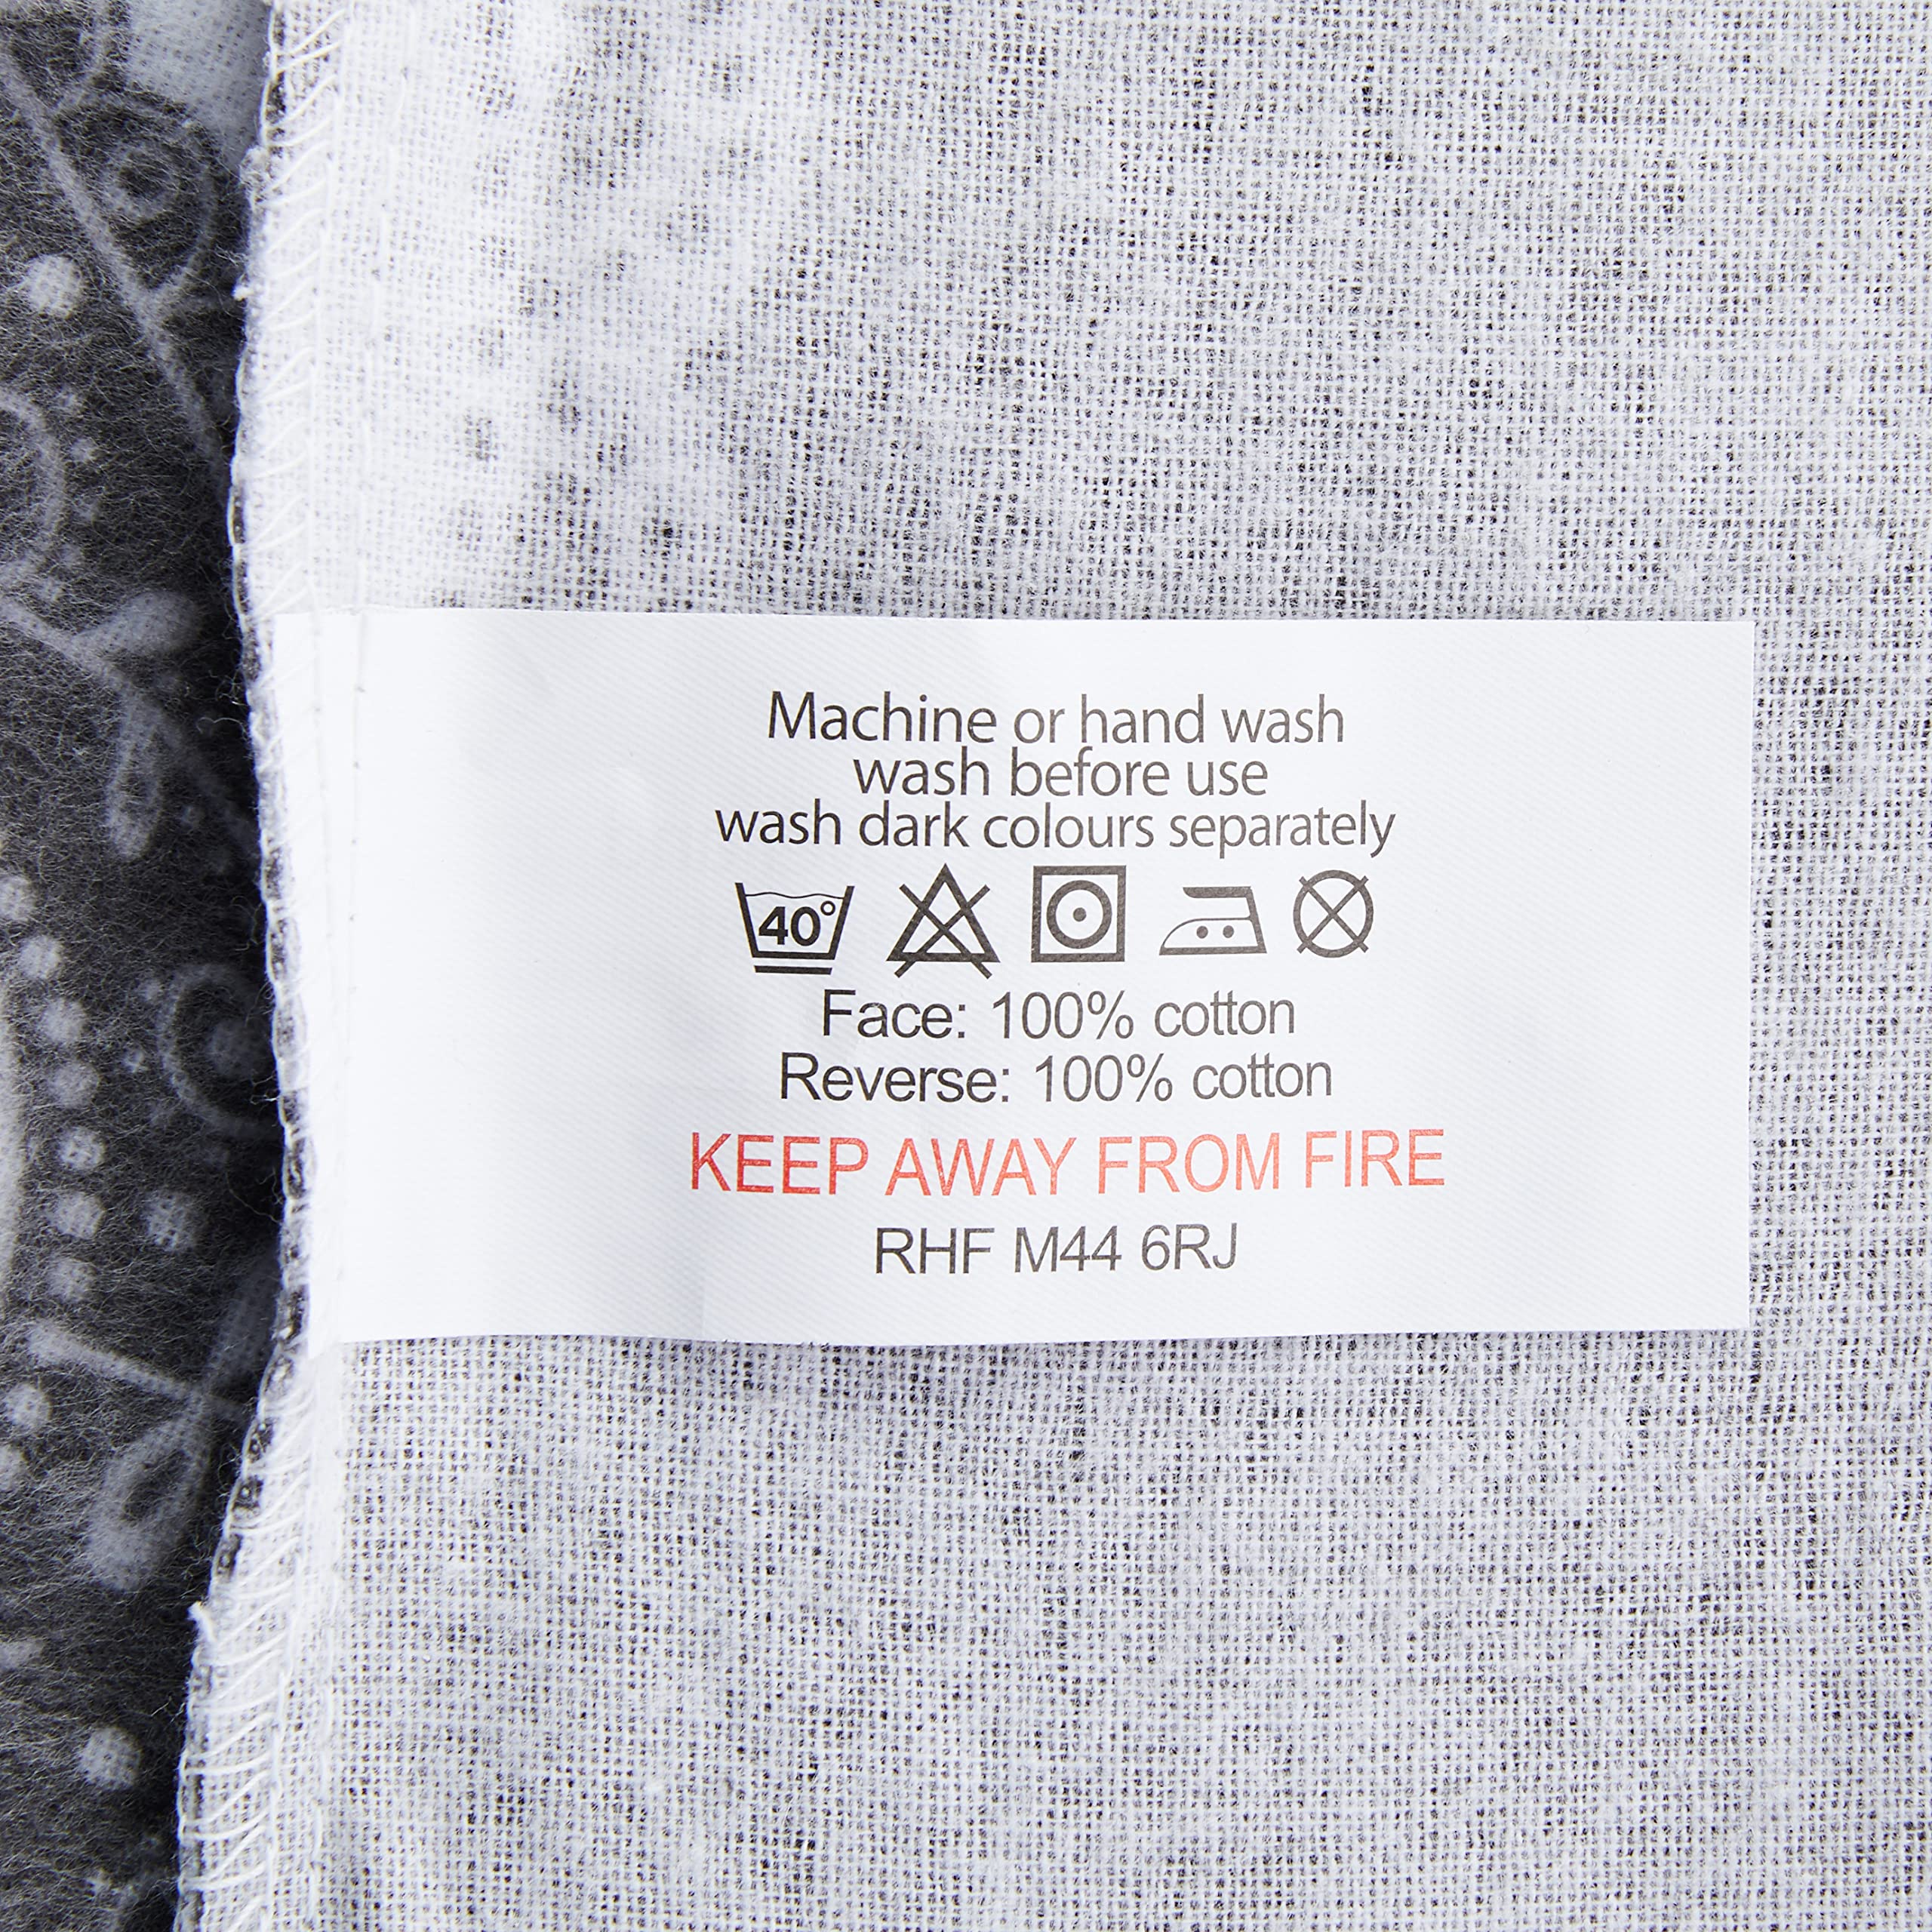 Machine or hand wash
wash before use
wash dark colours separately
40°
Face: 100% cotton
Reverse: 100% cotton
KEEP AWAY FROM FIRE
RHF M44 6RJ